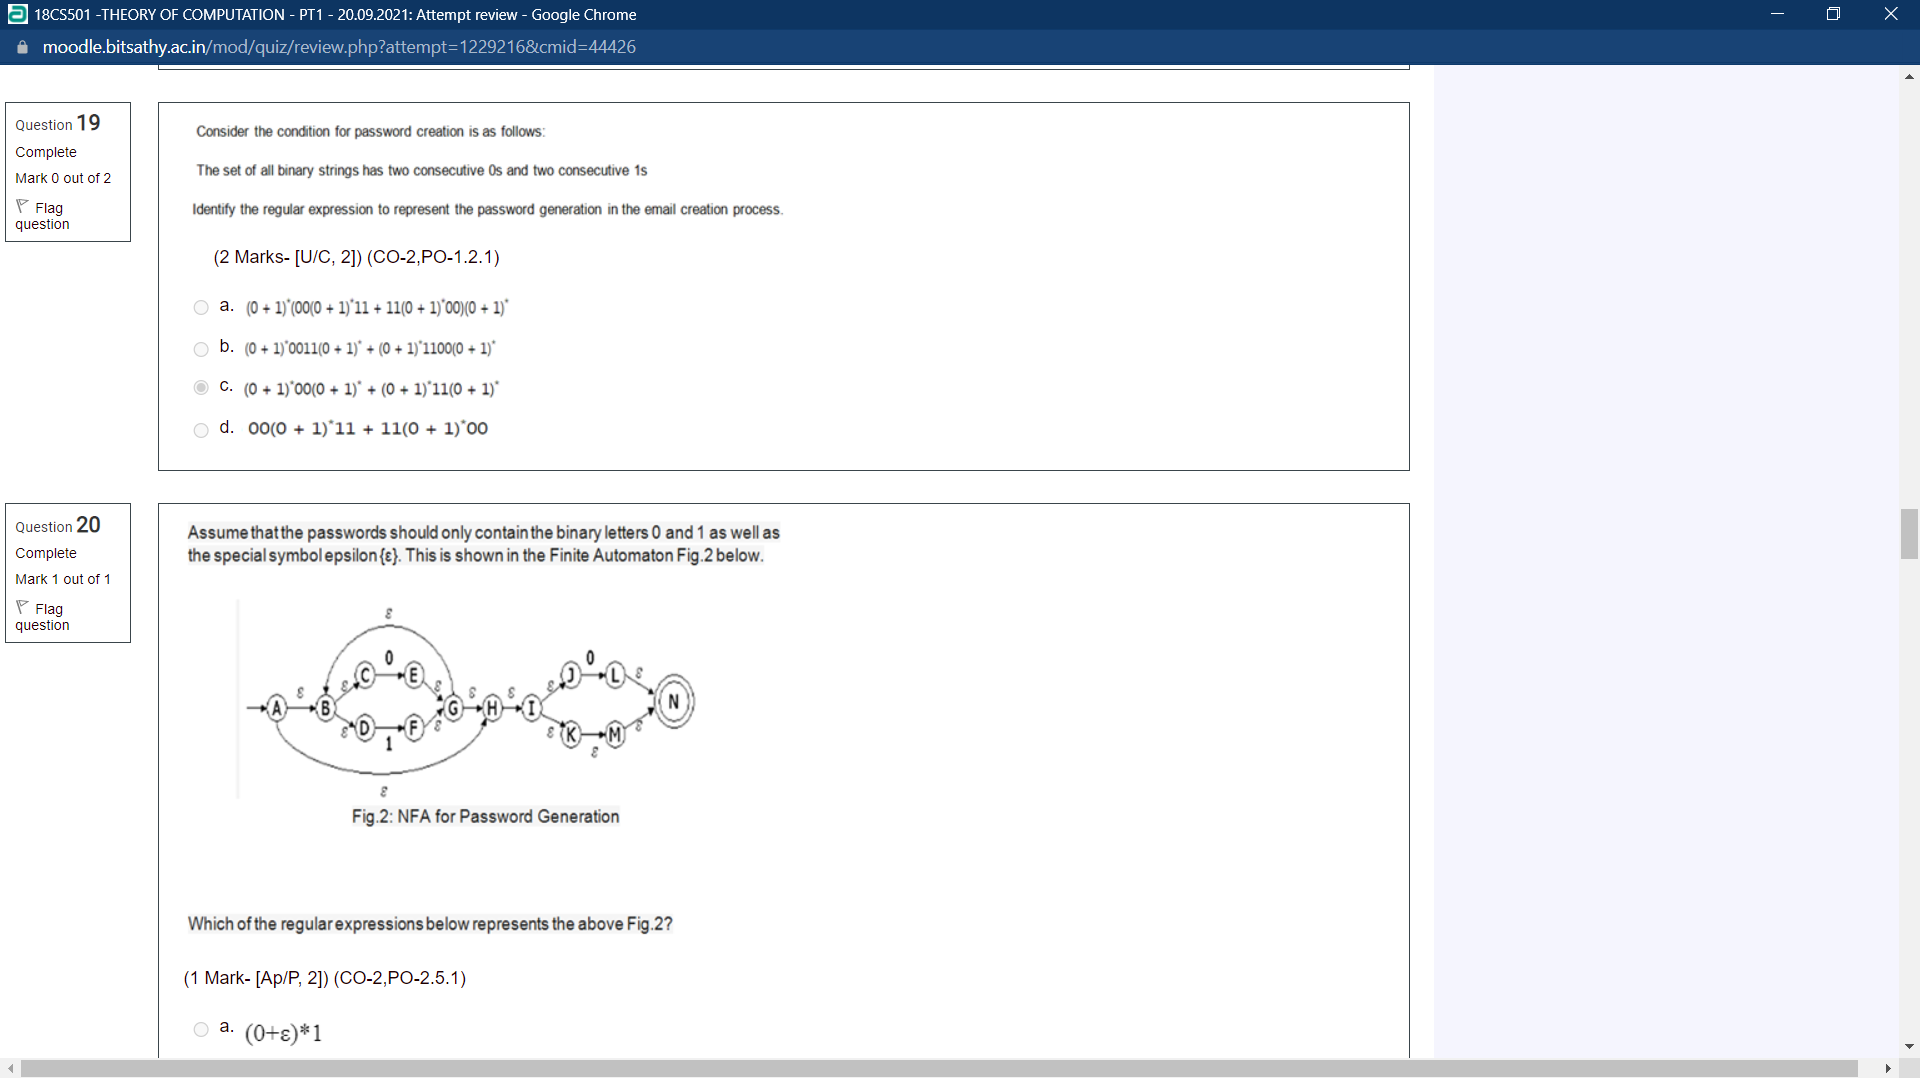 18CS501 -THEORY OF COMPUTATION - PT1 - 20.09.2021: Attempt review - Google Chrome
moodle.bitsathy.ac.in/mod/quiz/review.php?attempt=1229216&cmid=44426
Question 19
Complete
Mark 0 out of 2
Flag
question
Consider the condition for password creation is as follows:
The set of all binary strings has two consecutive 0s and two consecutive 1s
Identify the regular expression to represent the password generation in the email creation process.
(2 Marks- [U/C, 2]) (CO-2,PO-1.2.1)
a. (0 + 1)*(00(0 + 1)*11 + 11(0 + 1)*00)(0 + 1)*
b. (0 + 1)*0011(0 + 1)* + (0 + 1)*1100(0 + 1)*
c. (0 + 1)*00(0 + 1)* + (0 + 1)*11(0 + 1)*
d. 00(0 + 1)*11 + 11(0 + 1)*00
Question 20
Complete
Mark 1 out of 1
Flag
question
Assume that the passwords should only contain the binary letters 0 and 1 as well as
the special symbol epsilon {ε}. This is shown in the Finite Automaton Fig.2 below.
ε
0 0
C E J L ε
ε ε ε ε ε ε
A B G H I N
ε D F ε ε K M ε
1 ε
ε
Fig.2: NFA for Password Generation
Which of the regular expressions below represents the above Fig.2?
(1 Mark- [Ap/P, 2]) (CO-2,PO-2.5.1)
a. (0+ε)*1